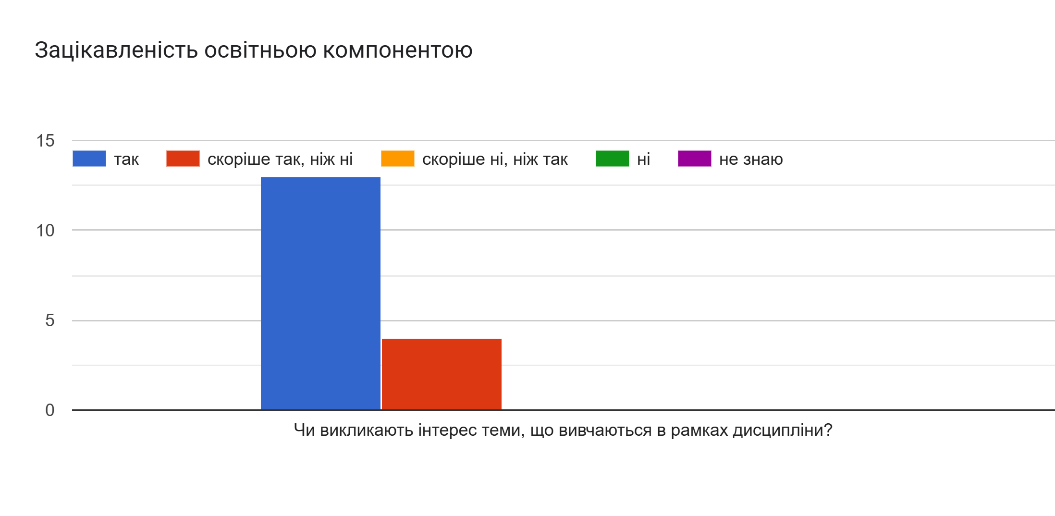 Зацікавленість освітньою компонентою
15
так
скоріше так, ніж ні
скоріше ні, ніж так
ні
не знаю
10
5
0
Чи викликають інтерес теми, що вивчаються в рамках дисципліни?